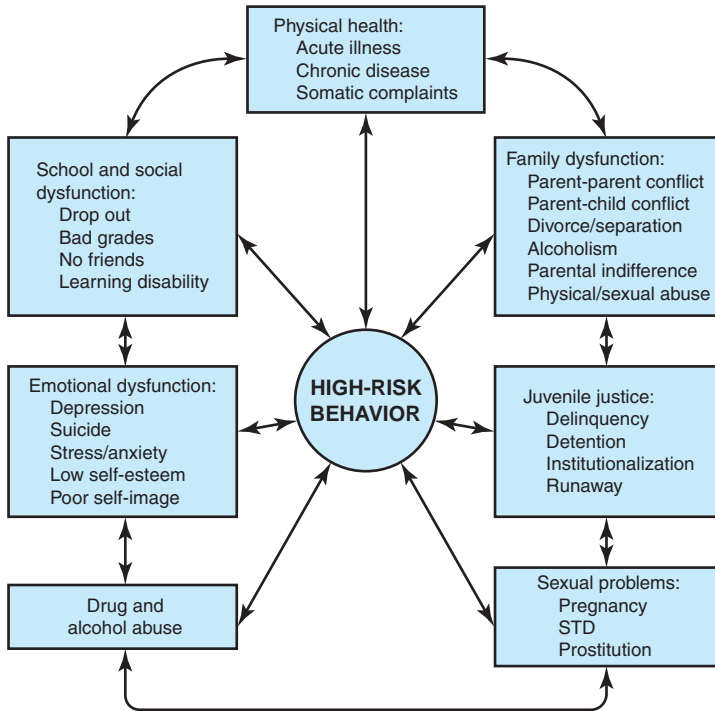 Physical health:
Acute illness
Chronic disease
Somatic complaints
School and social
dysfunction:
Drop out
Bad grades
No friends
Learning disability
Family dysfunction:
Parent-parent conflict
Parent-child conflict
Divorce/separation
Alcoholism
Parental indifference
Physical/sexual abuse
HIGH-RISK
BEHAVIOR
Emotional dysfunction:
Depression
Suicide
Stress/anxiety
Low self-esteem
Poor self-image
Juvenile justice:
Delinquency
Detention
Institutionalization
Runaway
Drug and
alcohol abuse
Sexual problems:
Pregnancy
STD
Prostitution